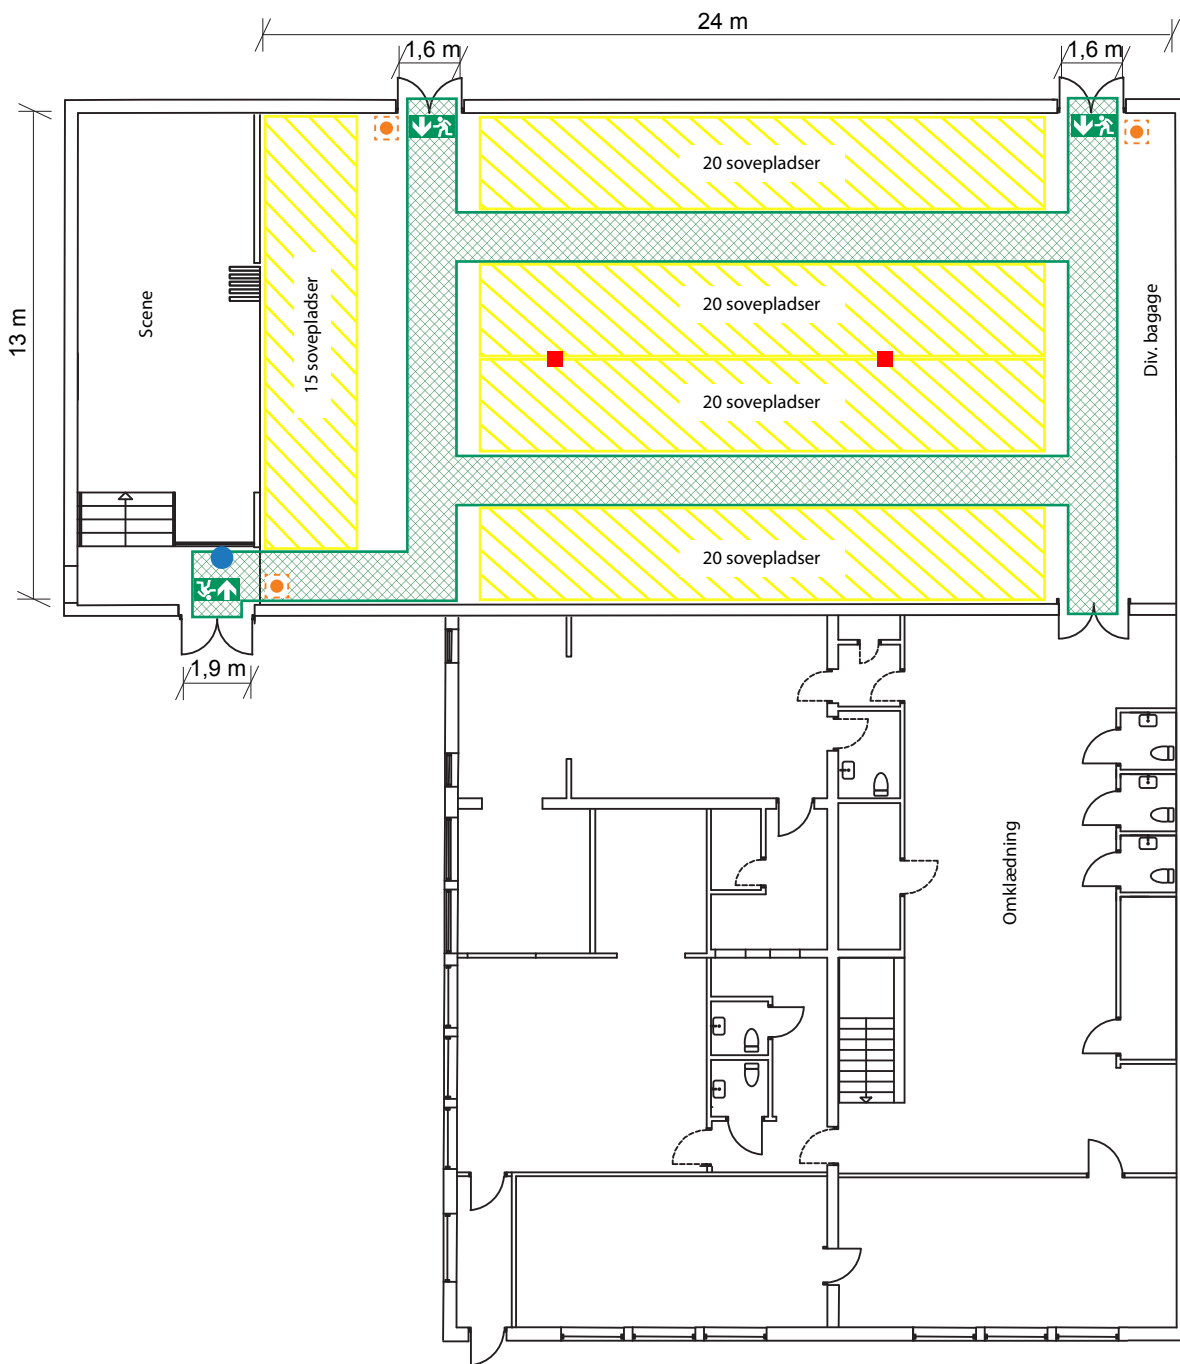 24 m
1,6 m
1,6 m
13 m
Scene
15 sovepladser
20 sovepladser
20 sovepladser
20 sovepladser
20 sovepladser
Div. bagage
1,9 m
Omklædning